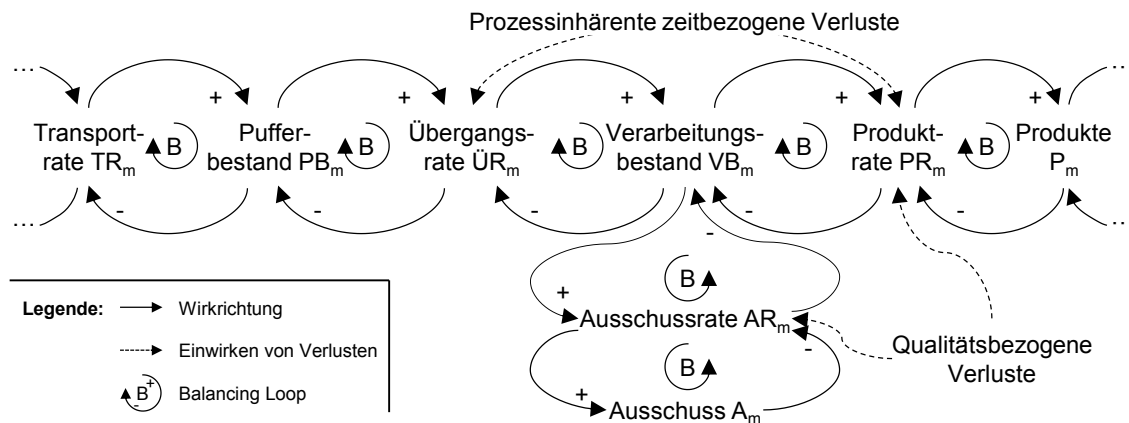 Prozessinhärente zeitbezogene Verluste
... ...
+ + + + +
Transport- Puffer- Übergangs- Verarbeitungs- Produkt- Produkte
B B B B B
rate TRm bestand PBm rate ÜRm bestand VBm rate PRm Pm
- - - - -
... ...
-
B
+
Ausschussrate ARm
-
B
+
Ausschuss Am
Qualitätsbezogene
Verluste
Legende: Wirkrichtung
Einwirken von Verlusten
B + - Balancing Loop